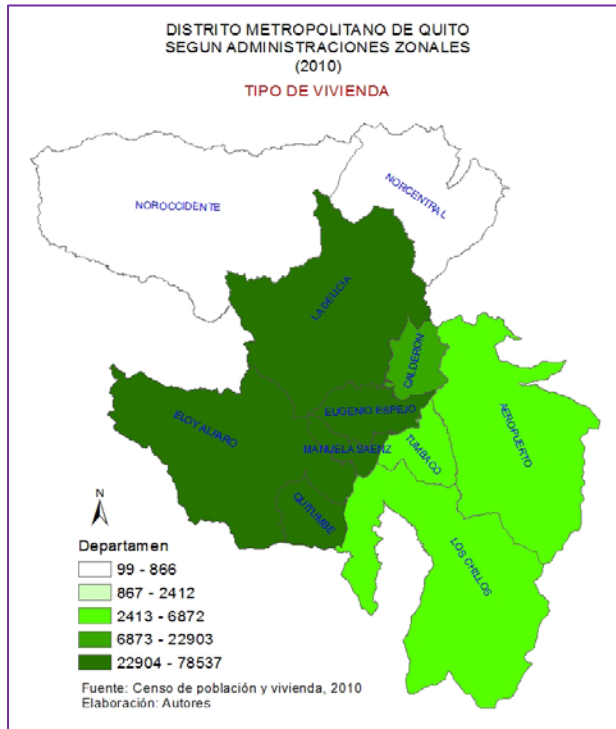 DISTRITO METROPOLITANO DE QUITO
SEGUN ADMINISTRACIONES ZONALES
(2010)
TIPO DE VIVIENDA
NOROCCIDENTE
NORCENTRAL
LA DELICIA
CALDERON
EUGENIO ESPEJO
ELOY ALFARO
MANUELA SAENZ
TUMBACO
AEROPUERTO
QUITUMBE
LOS CHILLOS
N
Departamen
99 - 866
867 - 2412
2413 - 6872
6873 - 22903
22904 - 78537
Fuente: Censo de población y vivienda, 2010
Elaboración: Autores